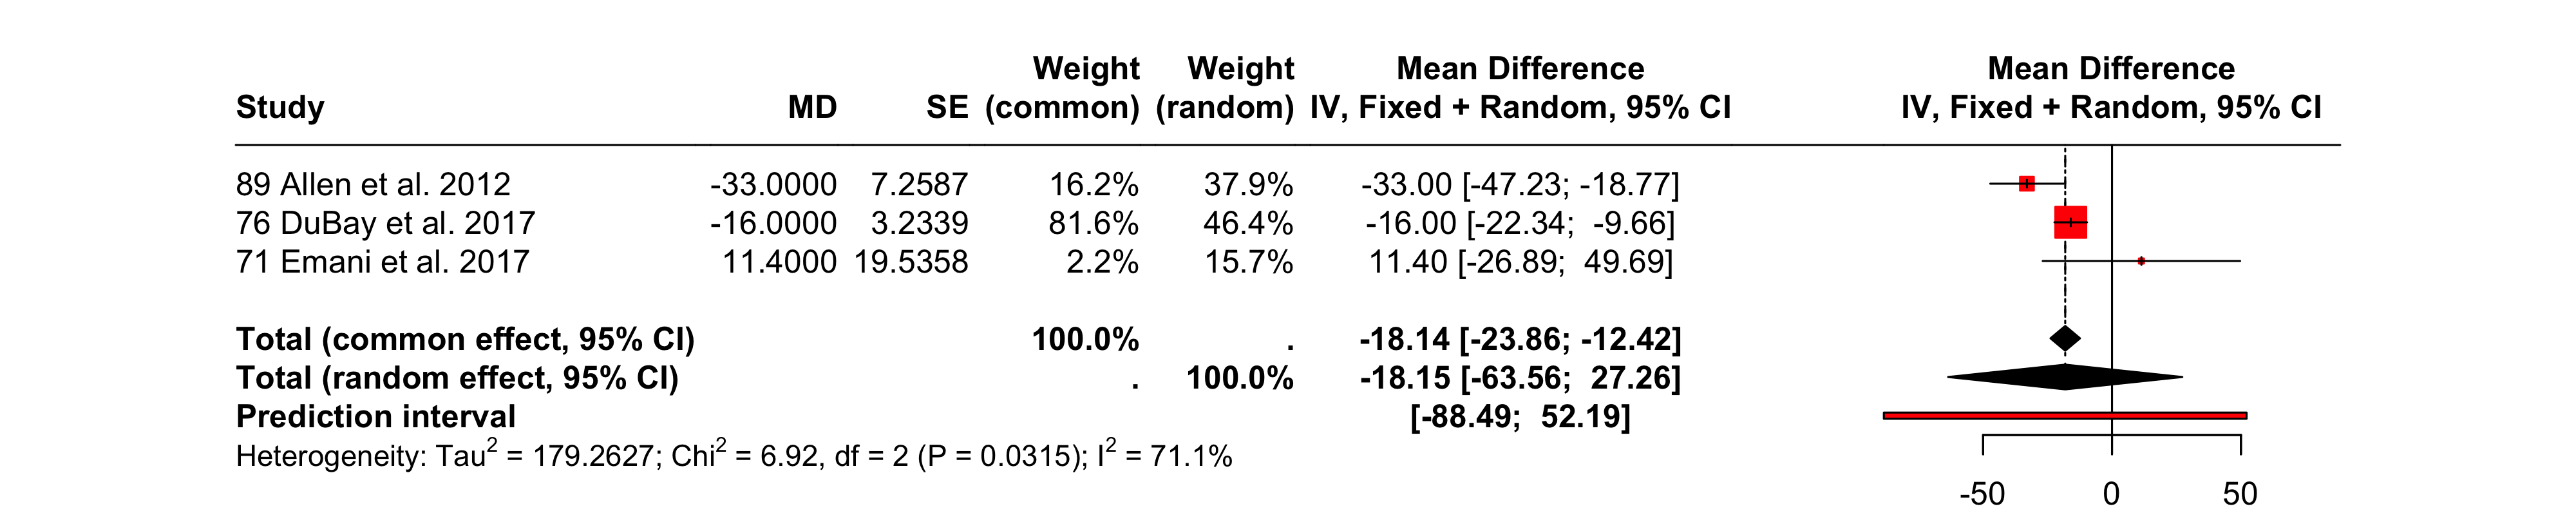 Weight Weight Mean Difference Mean Difference
Study MD SE (common) (random) IV, Fixed + Random, 95% CI IV, Fixed + Random, 95% CI
89 Allen et al. 2012 -33.0000 7.2587 16.2% 37.9% -33.00 [-47.23; -18.77]
76 DuBay et al. 2017 -16.0000 3.2339 81.6% 46.4% -16.00 [-22.34; -9.66]
71 Emani et al. 2017 11.4000 19.5358 2.2% 15.7% 11.40 [-26.89; 49.69]
Total (common effect, 95% CI) 100.0% . -18.14 [-23.86; -12.42]
Total (random effect, 95% CI) . 100.0% -18.15 [-63.56; 27.26]
Prediction interval [-88.49; 52.19]
Heterogeneity: Tau² = 179.2627; Chi² = 6.92, df = 2 (P = 0.0315); I² = 71.1%
-50 0 50